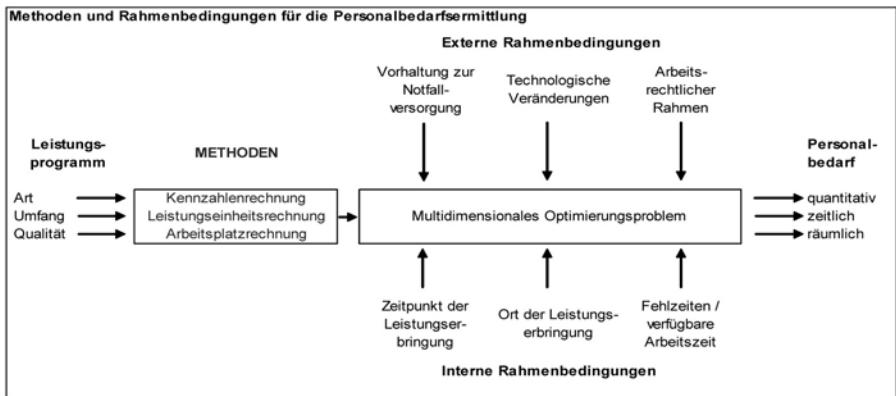 Methoden und Rahmenbedingungen für die Personalbedarfsermittlung
Externe Rahmenbedingungen
Vorhaltung zur
Notfall-
versorgung
Technologische
Veränderungen
Arbeits-
rechtlicher
Rahmen
Leistungs-
programm
METHODEN
Personal-
bedarf
Art
Umfang
Qualität
Kennzahlenrechnung
Leistungseinheitsrechnung
Arbeitsplatzrechnung
Multidimensionales Optimierungsproblem
quantitativ
zeitlich
räumlich
Zeitpunkt der
Leistungser-
bringung
Ort der Leistungs-
erbringung
Fehlzeiten /
verfügbare
Arbeitszeit
Interne Rahmenbedingungen